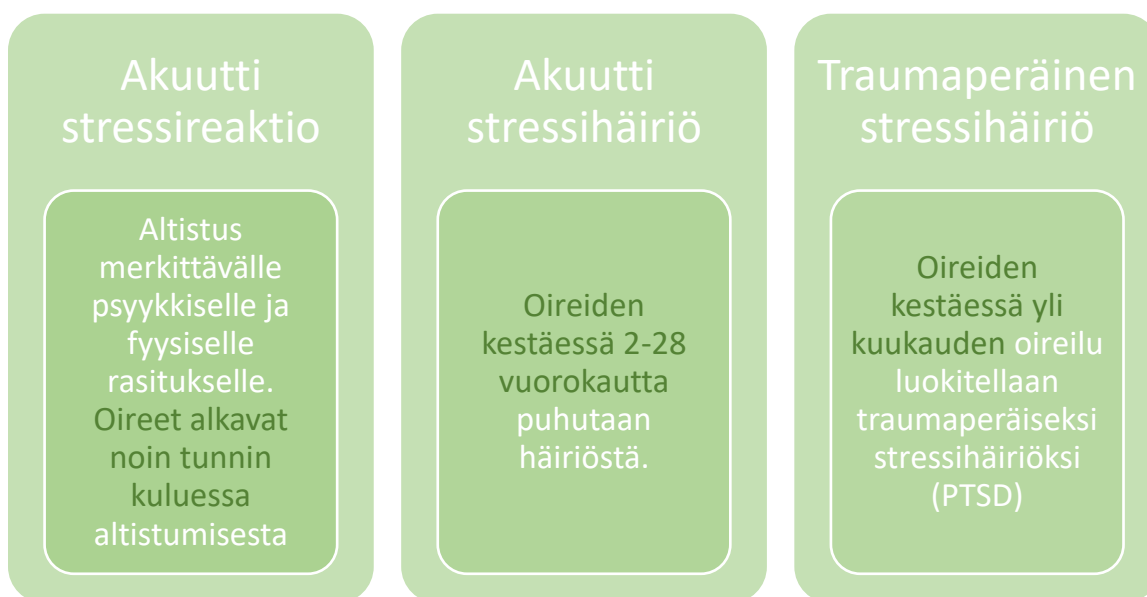 Akuutti
stressireaktio
Altistus
merkittävälle
psyykkiselle ja
fyysiselle
rasitukselle.
Oireet alkavat
noin tunnin
kuluessa
altistumisesta
Akuutti
stressihäiriö
Oireiden
kestäessä 2-28
vuorokautta
puhutaan
häiriöstä.
Traumaperäinen
stressihäiriö
Oireiden
kestäessä yli
kuukauden oireilu
luokitellaan
traumaperäiseksi
stressihäiriöksi
(PTSD)